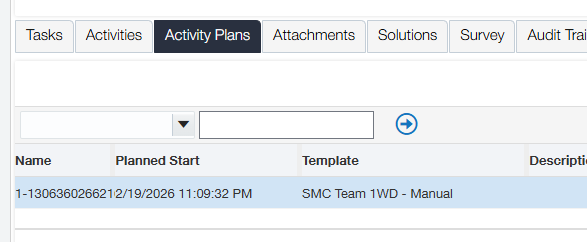 Tasks Activities Activity Plans Attachments Solutions Survey Audit Trai
Name Planned Start Template Descripti
1-130636026621 2/19/2026 11:09:32 PM SMC Team 1WD - Manual